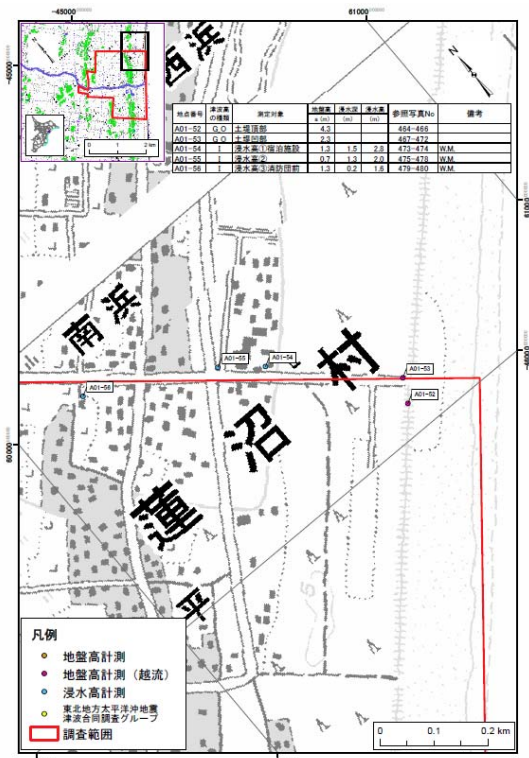 -45000
61000
西浜
N
0 1 2 km
地点番号 津波高の種類 測定対象 地盤高 a (m) 浸水深 (m) 浸水高 (m) 参照写真No 備考
A01-52 G.O 土堤頂部 4.3 464-466
A01-53 G.O 土堤凹部 2.3 467-472
A01-54 I 浸水高①宿泊施設 1.3 1.5 2.8 473-474 W.M.
A01-55 I 浸水高② 0.7 1.3 2.0 475-478 W.M.
A01-56 I 浸水高③消防団前 1.3 0.2 1.6 479-480 W.M.
61000
南浜
A01-55
A01-54
村
A01-53
A01-56
A01-52
沼
60000
蓮
平
凡例
地盤高計測
地盤高計測（越流）
浸水高計測
東北地方太平洋沖地震
津波合同調査グループ
調査範囲
0 0.1 0.2 km